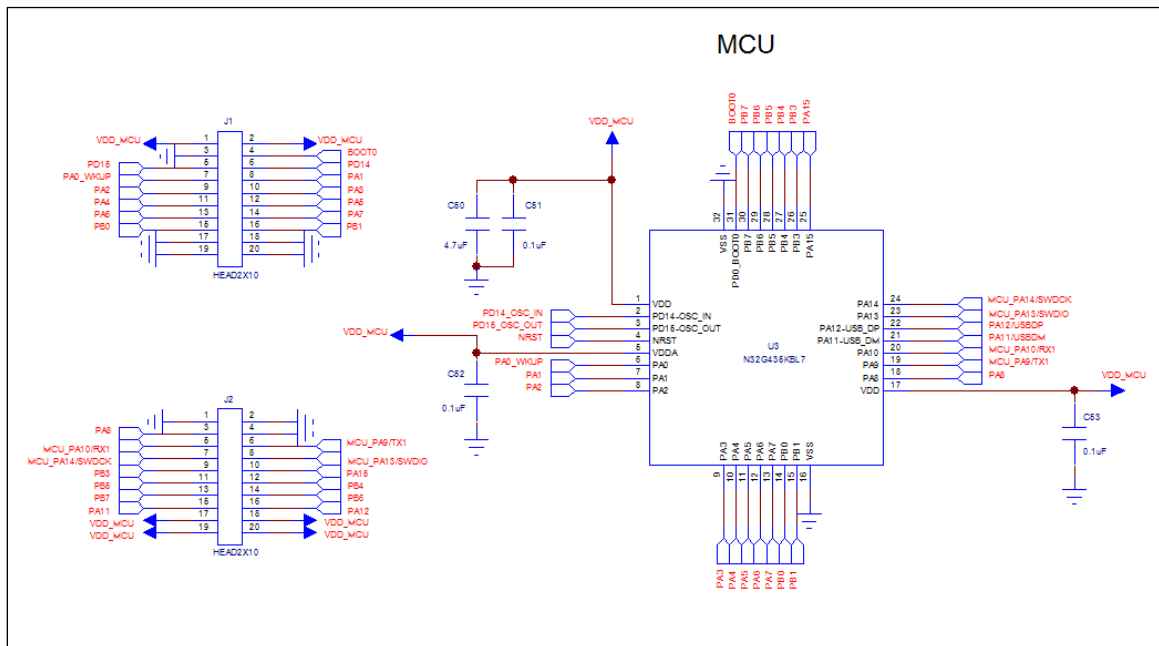 MCU
J1
VDD_MCU 1 2 VDD_MCU
3 4 BOOT0
PD15 5 6 PD14
PA0_WKUP 7 8 PA1
PA2 9 10 PA3
PA4 11 12 PA5
PA6 13 14 PA7
PB0 15 16 PB1
17 18
19 20
HEAD2X10
VDD_MCU
C50
4.7uF
C51
0.1uF
BOOT0
PB7
PB6
PB5
PB4
PB3
PA15
32 31 30 29 28 27 26 25
VSS
PD0_BOOT0
PB7
PB6
PB5
PB4
PB3
PA15
1 VDD
PD14_OSC_IN 2 PD14-OSC_IN
PD15_OSC_OUT 3 PD15-OSC_OUT
NRST 4 NRST
5 VDDA
PA0_WKUP 6 PA0
PA1 7 PA1
PA2 8 PA2
VDD_MCU
C52
0.1uF
U3
N32G435KBL7
PA14 24 MCU_PA14/SWDCK
PA13 23 MCU_PA13/SWDIO
PA12-USB_DP 22 PA12/USBDP
PA11-USB_DM 21 PA11/USBDM
PA10 20 MCU_PA10/RX1
PA9 19 MCU_PA9/TX1
PA8 18 PA8
VDD 17
VDD_MCU
C53
0.1uF
PA3
PA4
PA5
PA6
PA7
PB0
PB1
VSS
9 10 11 12 13 14 15 16
PA3
PA4
PA5
PA6
PA7
PB0
PB1
J2
1 2
PA8 3 4
MCU_PA10/RX1 5 6 MCU_PA9/TX1
MCU_PA14/SWDCK 7 8 MCU_PA13/SWDIO
PB3 9 10 PA15
PB5 11 12 PB4
PB7 13 14 PB6
PA11 15 16 PA12
VDD_MCU 17 18 VDD_MCU
VDD_MCU 19 20 VDD_MCU
HEAD2X10